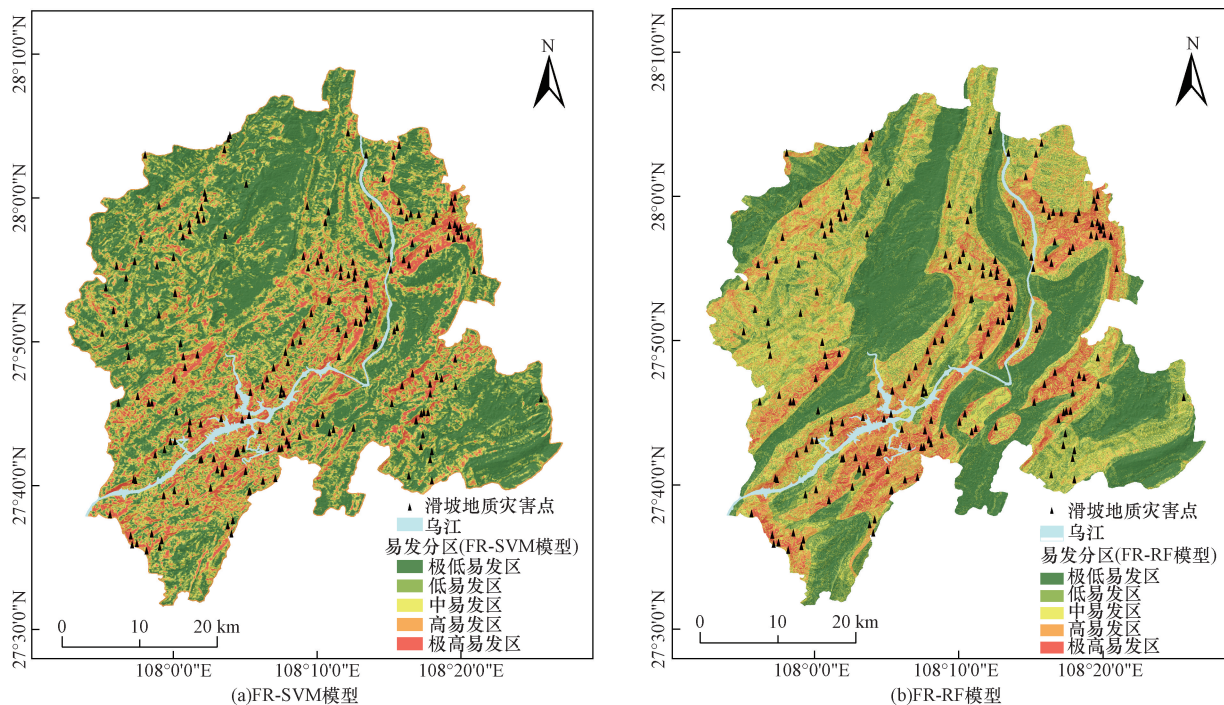 N
28°10'0"N
28°0'0"N
27°50'0"N
27°40'0"N
27°30'0"N
滑坡地质灾害点
乌江
易发分区(FR-SVM模型)
极低易发区
低易发区
中易发区
高易发区
极高易发区
0 10 20 km
108°0'0"E 108°10'0"E 108°20'0"E
(a)FR-SVM模型
N
28°10'0"N
28°0'0"N
27°50'0"N
27°40'0"N
27°30'0"N
滑坡地质灾害点
乌江
易发分区(FR-RF模型)
极低易发区
低易发区
中易发区
高易发区
极高易发区
0 10 20 km
108°0'0"E 108°10'0"E 108°20'0"E
(b)FR-RF模型